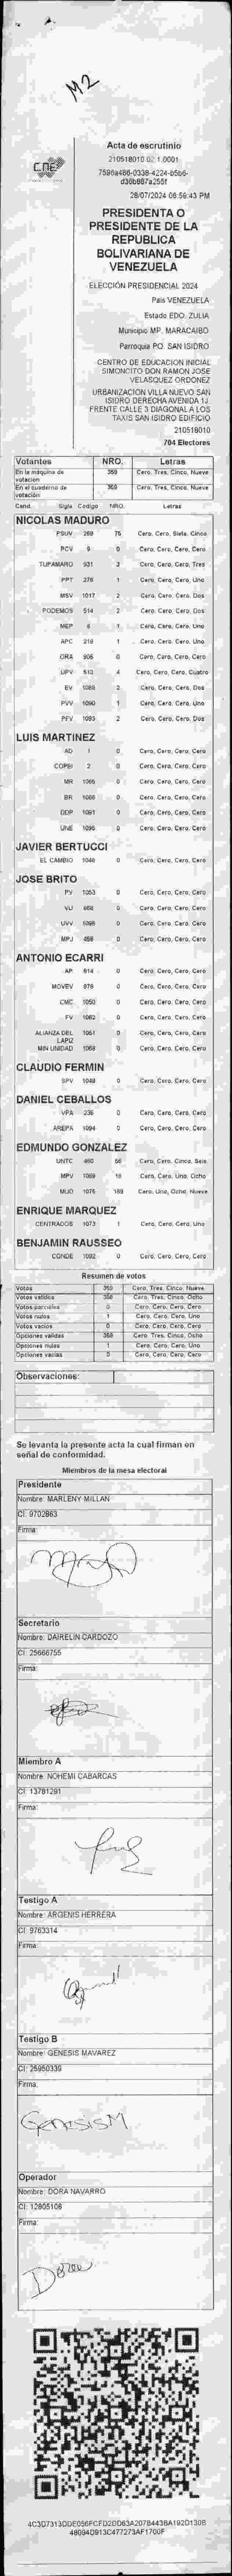 M2
CNE
Acta de escrutinio
210518010.02.1.0001
7596a486-0338-4224-b5b6-
d36b867a255f
28/07/2024 06:59:43 PM
PRESIDENTA O
PRESIDENTE DE LA
REPUBLICA
BOLIVARIANA DE
VENEZUELA
ELECCIÓN PRESIDENCIAL 2024
Pais VENEZUELA
Estado EDO. ZULIA
Municipio MP. MARACAIBO
Parroquia PQ. SAN ISIDRO
CENTRO DE EDUCACION INICIAL
SIMONCITO DON RAMON JOSE
VELASQUEZ ORDONEZ
URBANIZACION VILLA NUEVO SAN
ISIDRO DERECHA AVENIDA 1J
FRENTE CALLE 3 DIAGONAL A LOS
TAXIS SAN ISIDRO EDIFICIO
210518010
704 Electores
Votantes NRO. Letras
En la máquina de votación 359 Cero, Tres, Cinco, Nueve
En el cuaderno de votación 359 Cero, Tres, Cinco, Nueve
Cand. Sigla Codigo NRO. Letras
NICOLAS MADURO
PSUV 269 75 Cero, Cero, Siete, Cinco
PCV 0 Cero, Cero, Cero, Cero
TUPAMARO 931 3 Cero, Cero, Cero, Tres
PPT 276 1 Cero, Cero, Cero, Uno
MSV 1017 2 Cero, Cero, Cero, Dos
PODEMOS 514 2 Cero, Cero, Cero, Dos
MEP 6 1 Cero, Cero, Cero, Uno
APC 219 1 Cero, Cero, Cero, Uno
ORA 906 0 Cero, Cero, Cero, Cero
UPV 513 4 Cero, Cero, Cero, Cuatro
EV 1089 2 Cero, Cero, Cero, Dos
PVV 1090 1 Cero, Cero, Cero, Uno
PFV 1093 2 Cero, Cero, Cero, Dos
LUIS MARTINEZ
AD 1 0 Cero, Cero, Cero, Cero
COPEI 2 0 Cero, Cero, Cero, Cero
MR 1065 0 Cero, Cero, Cero, Cero
BR 1066 0 Cero, Cero, Cero, Cero
DDP 1091 0 Cero, Cero, Cero, Cero
UNE 1096 0 Cero, Cero, Cero, Cero
JAVIER BERTUCCI
EL CAMBIO 1046 0 Cero, Cero, Cero, Cero
JOSE BRITO
PV 1053 0 Cero, Cero, Cero, Cero
VU 868 0 Cero, Cero, Cero, Cero
UVV 1098 0 Cero, Cero, Cero, Cero
MPJ 458 0 Cero, Cero, Cero, Cero
ANTONIO ECARRI
AP 814 0 Cero, Cero, Cero, Cero
MOVEV 978 0 Cero, Cero, Cero, Cero
CMC 1050 0 Cero, Cero, Cero, Cero
FV 1062 0 Cero, Cero, Cero, Cero
ALIANZA DEL LAPIZ 1051 0 Cero, Cero, Cero, Cero
MIN UNIDAD 1068 0 Cero, Cero, Cero, Cero
CLAUDIO FERMIN
SPV 1048 0 Cero, Cero, Cero, Cero
DANIEL CEBALLOS
VPA 236 0 Cero, Cero, Cero, Cero
AREPA 1094 0 Cero, Cero, Cero, Cero
EDMUNDO GONZALEZ
UNTC 460 56 Cero, Cero, Cinco, Seis
MPV 1069 18 Cero, Cero, Uno, Ocho
MUD 1075 189 Cero, Uno, Ocho, Nueve
ENRIQUE MARQUEZ
CENTRADOS 1073 1 Cero, Cero, Cero, Uno
BENJAMIN RAUSSEO
CONDE 1092 0 Cero, Cero, Cero, Cero
Resumen de votos
Votos 359 Cero, Tres, Cinco, Nueve
Votos validos 358 Cero, Tres, Cinco, Ocho
Votos parciales 0 Cero, Cero, Cero, Cero
Votos nulos 1 Cero, Cero, Cero, Uno
Votos vacios 0 Cero, Cero, Cero, Cero
Opciones validas 358 Cero, Tres, Cinco, Ocho
Opciones nulas 1 Cero, Cero, Cero, Uno
Opciones vacias 0 Cero, Cero, Cero, Cero
Observaciones:
Se levanta la presente acta la cual firman en
señal de conformidad.
Miembros de la mesa electoral
Presidente
Nombre: MARLENY MILLAN
CI: 9702863
Firma:
Secretario
Nombre: DAIRELIN CARDOZO
CI: 25666755
Firma:
Miembro A
Nombre: NOHEMI CABARCAS
CI: 13781291
Firma:
Testigo A
Nombre: ARGENIS HERRERA
CI: 9763314
Firma:
Testigo B
Nombre: GENESIS MAVAREZ
CI: 25950339
Firma:
GENESIS M
Operador
Nombre: DORA NAVARRO
CI: 12805106
Firma:
4C3D7313DDE056FCFD2DD63A207B443BA192D130B
48094D913C477273AF1700F